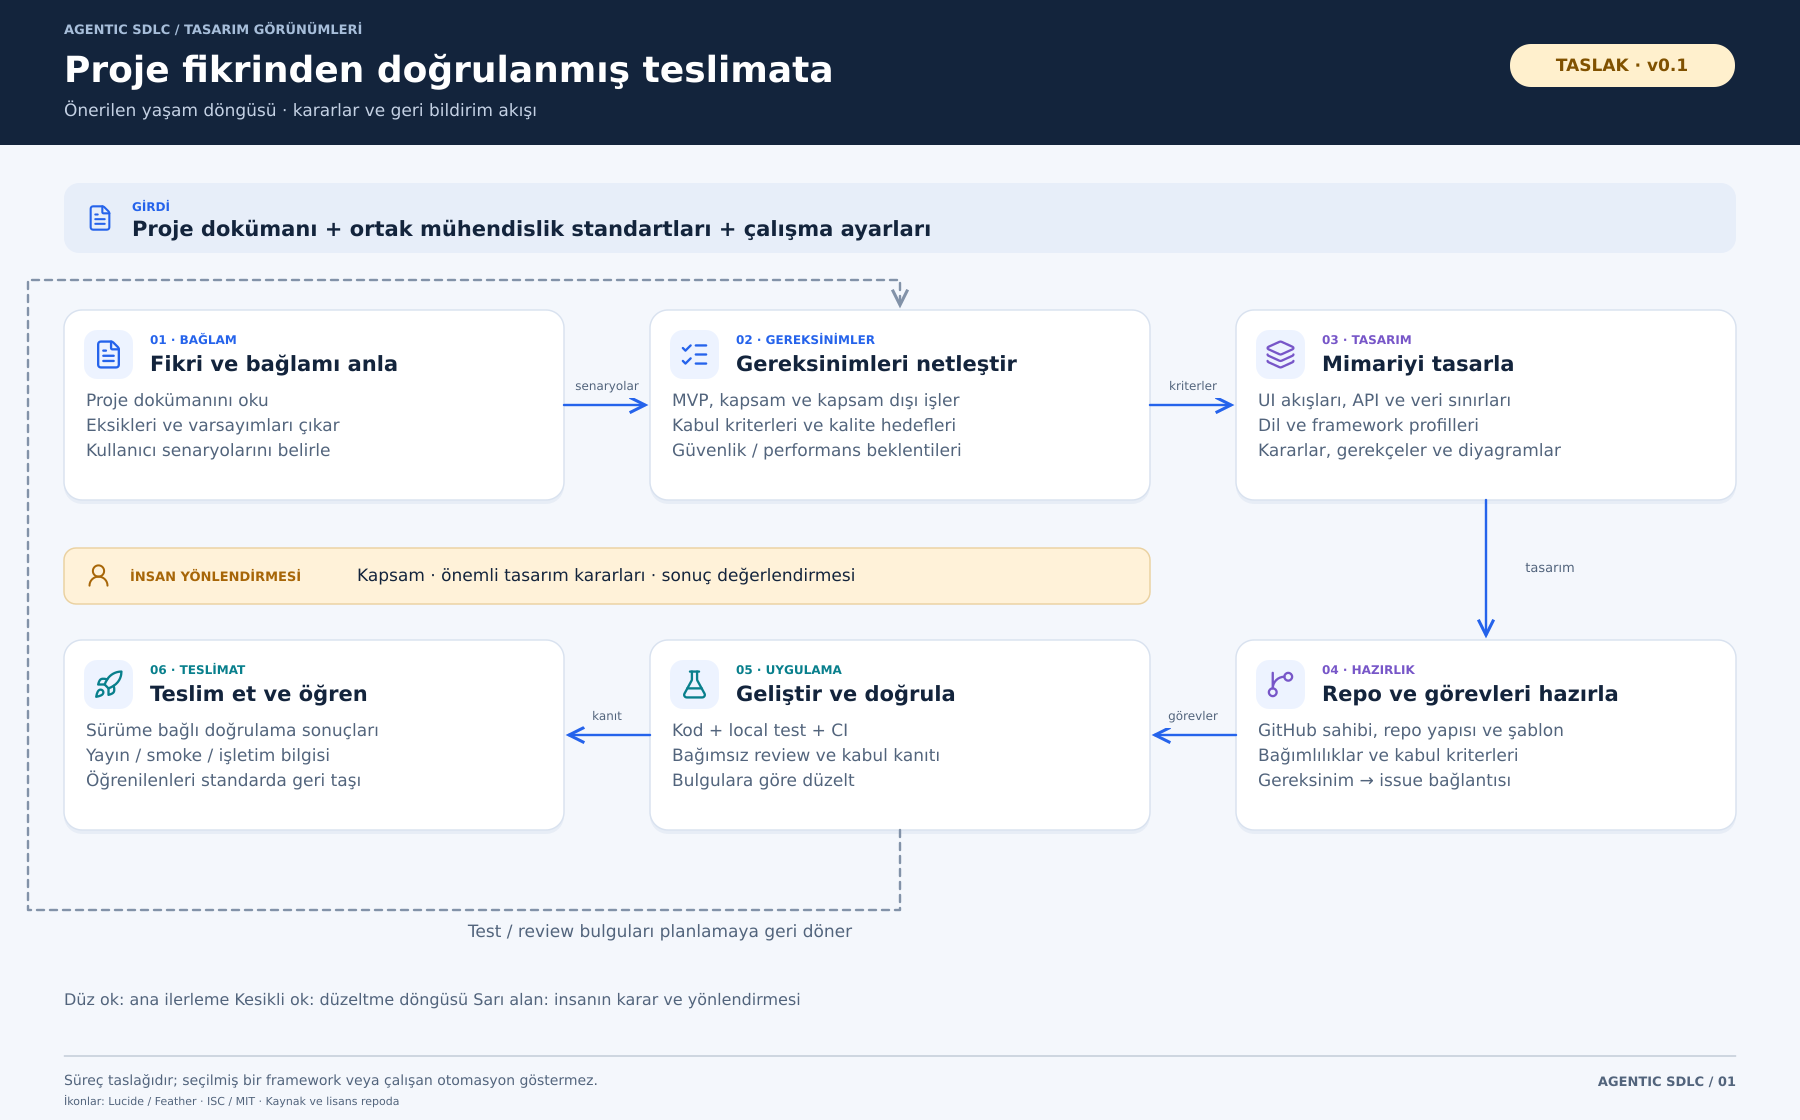 AGENTIC SDLC / TASARIM GÖRÜNÜMLERİ
Proje fikrinden doğrulanmış teslimata
Önerilen yaşam döngüsü · kararlar ve geri bildirim akışı
TASLAK · v0.1
GİRDİ
Proje dokümanı + ortak mühendislik standartları + çalışma ayarları
01 · BAĞLAM
Fikri ve bağlamı anla
Proje dokümanını oku
Eksikleri ve varsayımları çıkar
Kullanıcı senaryolarını belirle
senaryolar
02 · GEREKSİNİMLER
Gereksinimleri netleştir
MVP, kapsam ve kapsam dışı işler
Kabul kriterleri ve kalite hedefleri
Güvenlik / performans beklentileri
kriterler
03 · TASARIM
Mimariyi tasarla
UI akışları, API ve veri sınırları
Dil ve framework profilleri
Kararlar, gerekçeler ve diyagramlar
İNSAN YÖNLENDİRMESİ
Kapsam · önemli tasarım kararları · sonuç değerlendirmesi
tasarım
06 · TESLİMAT
Teslim et ve öğren
Sürüme bağlı doğrulama sonuçları
Yayın / smoke / işletim bilgisi
Öğrenilenleri standarda geri taşı
kanıt
05 · UYGULAMA
Geliştir ve doğrula
Kod + local test + CI
Bağımsız review ve kabul kanıtı
Bulgulara göre düzelt
görevler
04 · HAZIRLIK
Repo ve görevleri hazırla
GitHub sahibi, repo yapısı ve şablon
Bağımlılıklar ve kabul kriterleri
Gereksinim → issue bağlantısı
Test / review bulguları planlamaya geri döner
Düz ok: ana ilerleme Kesikli ok: düzeltme döngüsü Sarı alan: insanın karar ve yönlendirmesi
Süreç taslağıdır; seçilmiş bir framework veya çalışan otomasyon göstermez.
İkonlar: Lucide / Feather · ISC / MIT · Kaynak ve lisans repoda
AGENTIC SDLC / 01